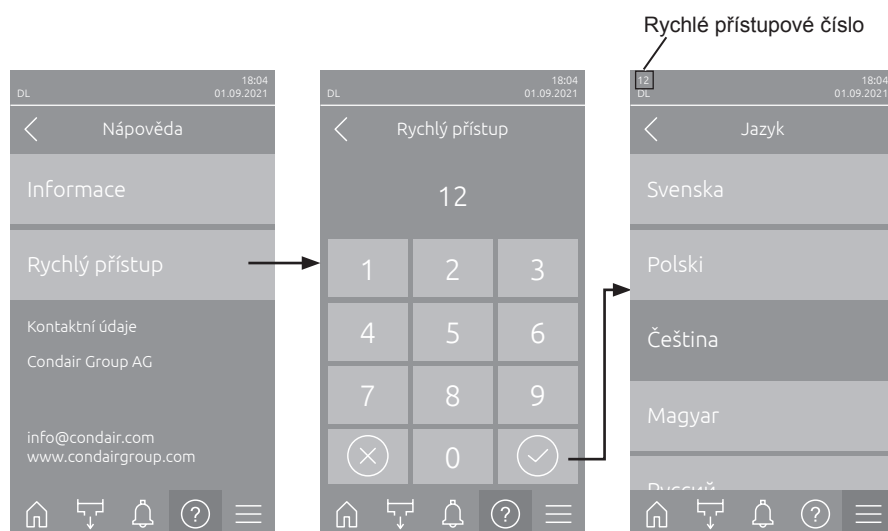 Rychlé přístupové číslo
18:04
DL
01.09.2021
Nápověda
Informace
Rychlý přístup
Kontaktní údaje
Condair Group AG
info@condair.com
www.condairgroup.com
18:04
DL
01.09.2021
Rychlý přístup
12
1 2 3
4 5 6
7 8 9
0
?
12
18:04
DL
01.09.2021
Jazyk
Svenska
Polski
Čeština
Magyar
Русский